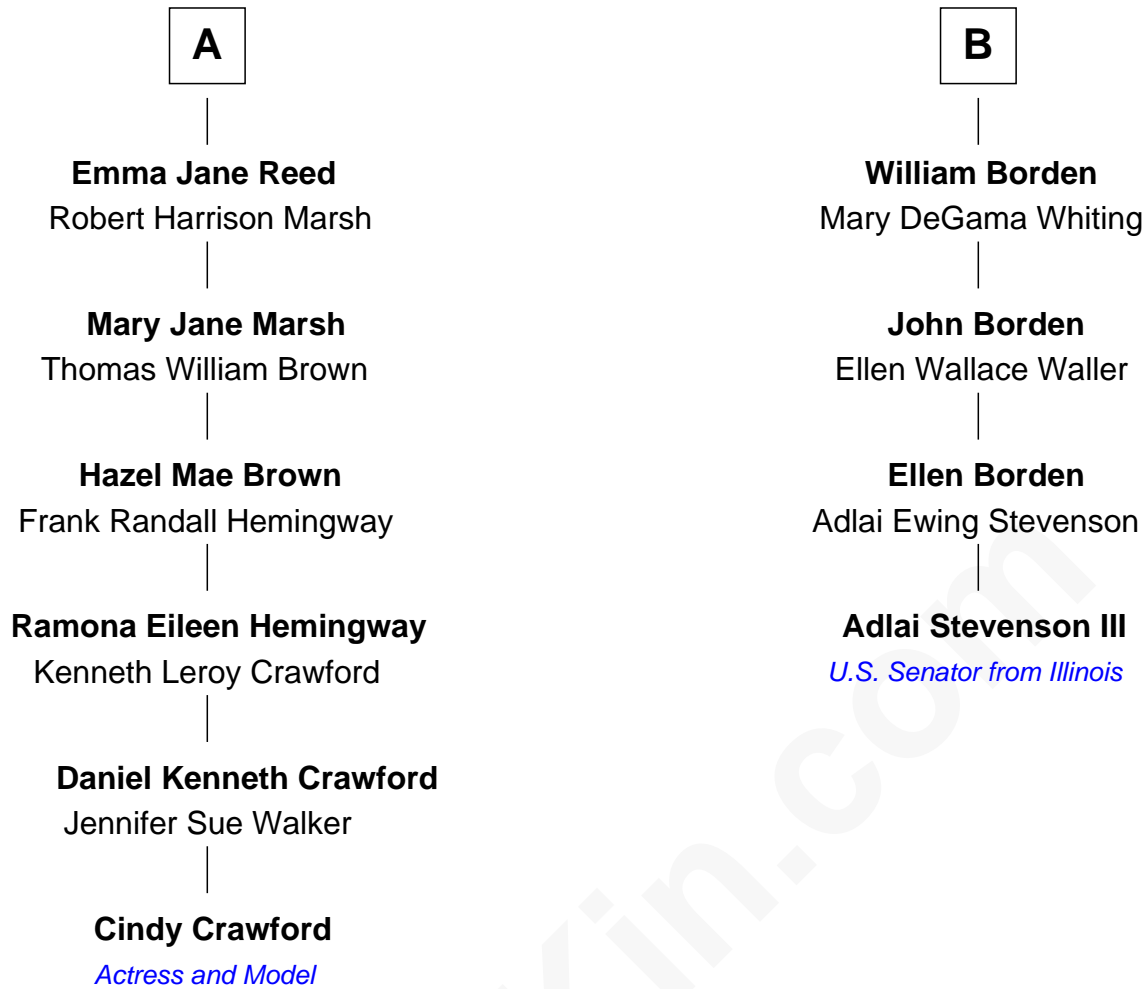 A
Emma Jane Reed
Robert Harrison Marsh
Mary Jane Marsh
Thomas William Brown
Hazel Mae Brown
Frank Randall Hemingway
Ramona Eileen Hemingway
Kenneth Leroy Crawford
Daniel Kenneth Crawford
Jennifer Sue Walker
Cindy Crawford
Actress and Model
B
William Borden
Mary DeGama Whiting
John Borden
Ellen Wallace Waller
Ellen Borden
Adlai Ewing Stevenson
Adlai Stevenson III
U.S. Senator from Illinois
in.com